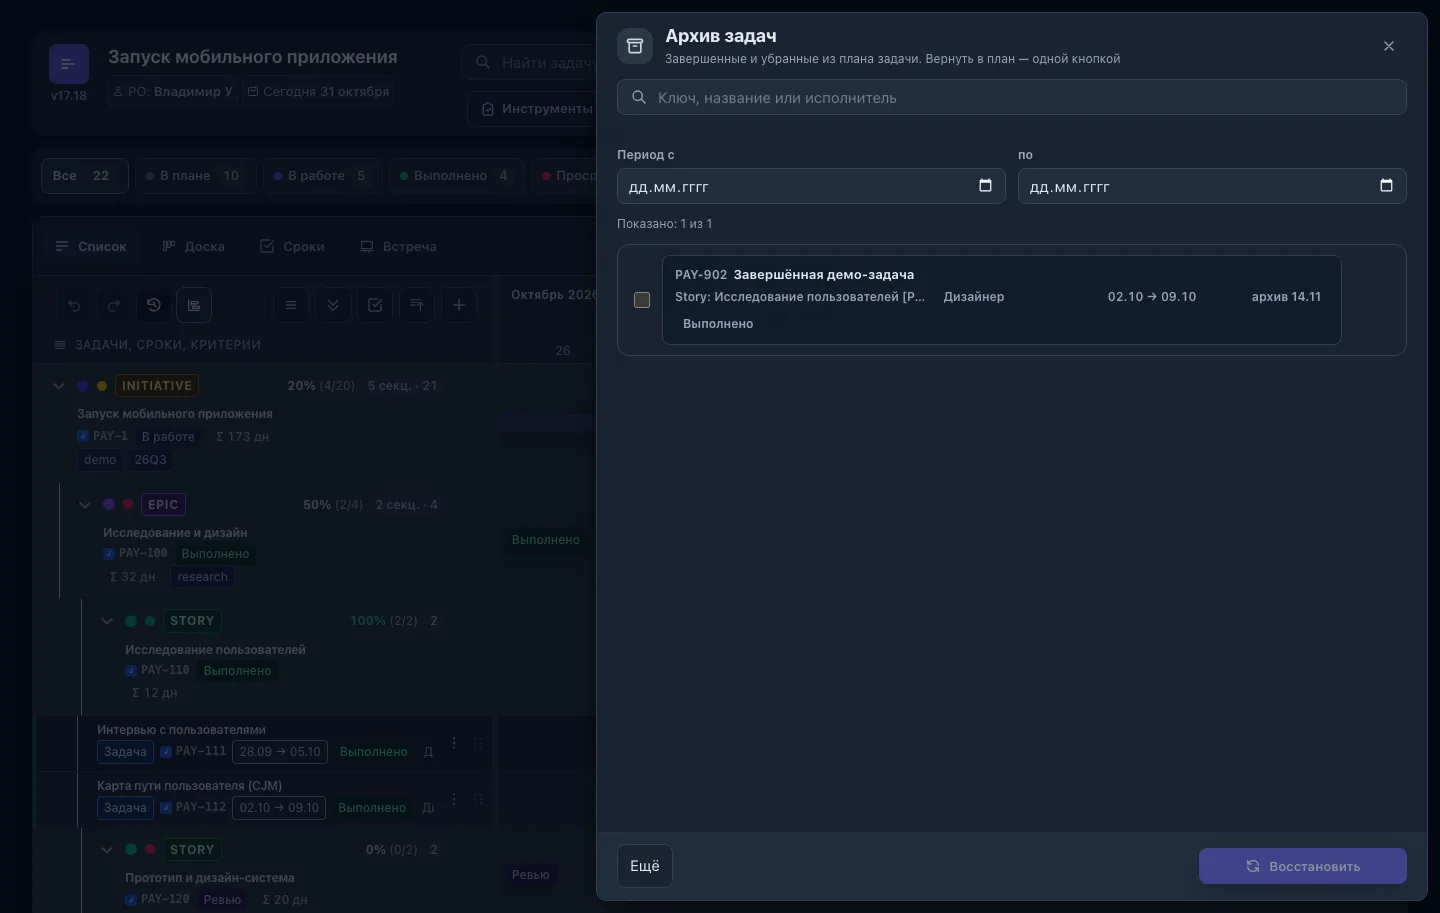 Запуск мобильного приложения
v17.18
РО: Владимир У
Сегодня 31 октября
Найти задачу
Инструменты
Все 22
В плане 10
В работе 5
Выполнено 4
Список
Доска
Сроки
Встреча
Октябрь 2026
ЗАДАЧИ, СРОКИ, КРИТЕРИИ
26
INITIATIVE
20% (4/20) 5 секц. · 21
Запуск мобильного приложения
PAY-1 В работе Σ 173 дн
demo 26Q3
EPIC
50% (2/4) 2 секц. · 4
Исследование и дизайн
PAY-100 Выполнено
Σ 32 дн research
Выполнено
STORY
100% (2/2) 2
Исследование пользователей
PAY-110 Выполнено
Σ 12 дн
Интервью с пользователями
Задача PAY-111 28.09 → 05.10 Выполнено
Карта пути пользователя (CJM)
Задача PAY-112 02.10 → 09.10 Выполнено
STORY
0% (0/2) 2
Прототип и дизайн-система
PAY-120 Ревью Σ 20 дн
Ревью
Архив задач
Завершенные и убранные из плана задачи. Вернуть в план — одной кнопкой
Ключ, название или исполнитель
Период с
по
дд.мм.гггг
дд.мм.гггг
Показано: 1 из 1
PAY-902 Завершённая демо-задача
Story: Исследование пользователей [P... Дизайнер 02.10 → 09.10 архив 14.11
Выполнено
Ещё
Восстановить